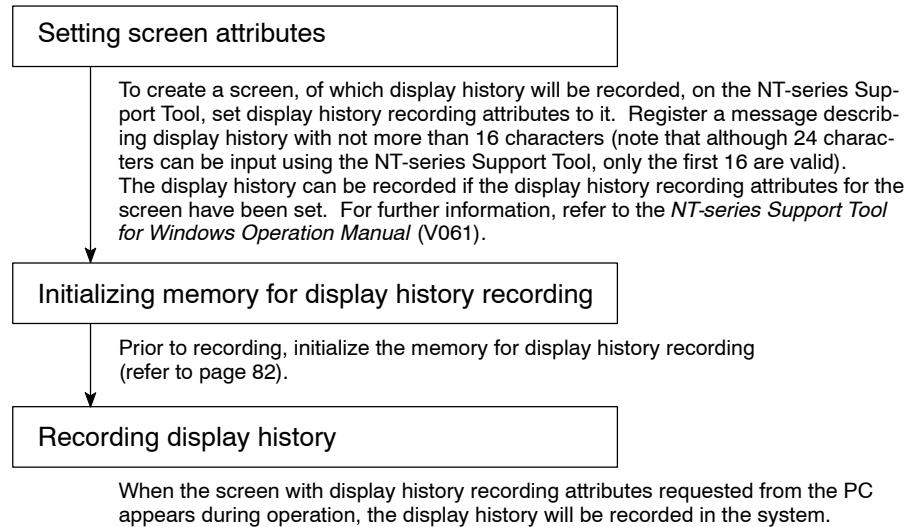 Setting screen attributes
To create a screen, of which display history will be recorded, on the NT-series Sup-
port Tool, set display history recording attributes to it. Register a message describ-
ing display history with not more than 16 characters (note that although 24 charac-
ters can be input using the NT-series Support Tool, only the first 16 are valid).
The display history can be recorded if the display history recording attributes for the
screen have been set. For further information, refer to the NT-series Support Tool
for Windows Operation Manual (V061).
Initializing memory for display history recording
Prior to recording, initialize the memory for display history recording
(refer to page 82).
Recording display history
When the screen with display history recording attributes requested from the PC
appears during operation, the display history will be recorded in the system.